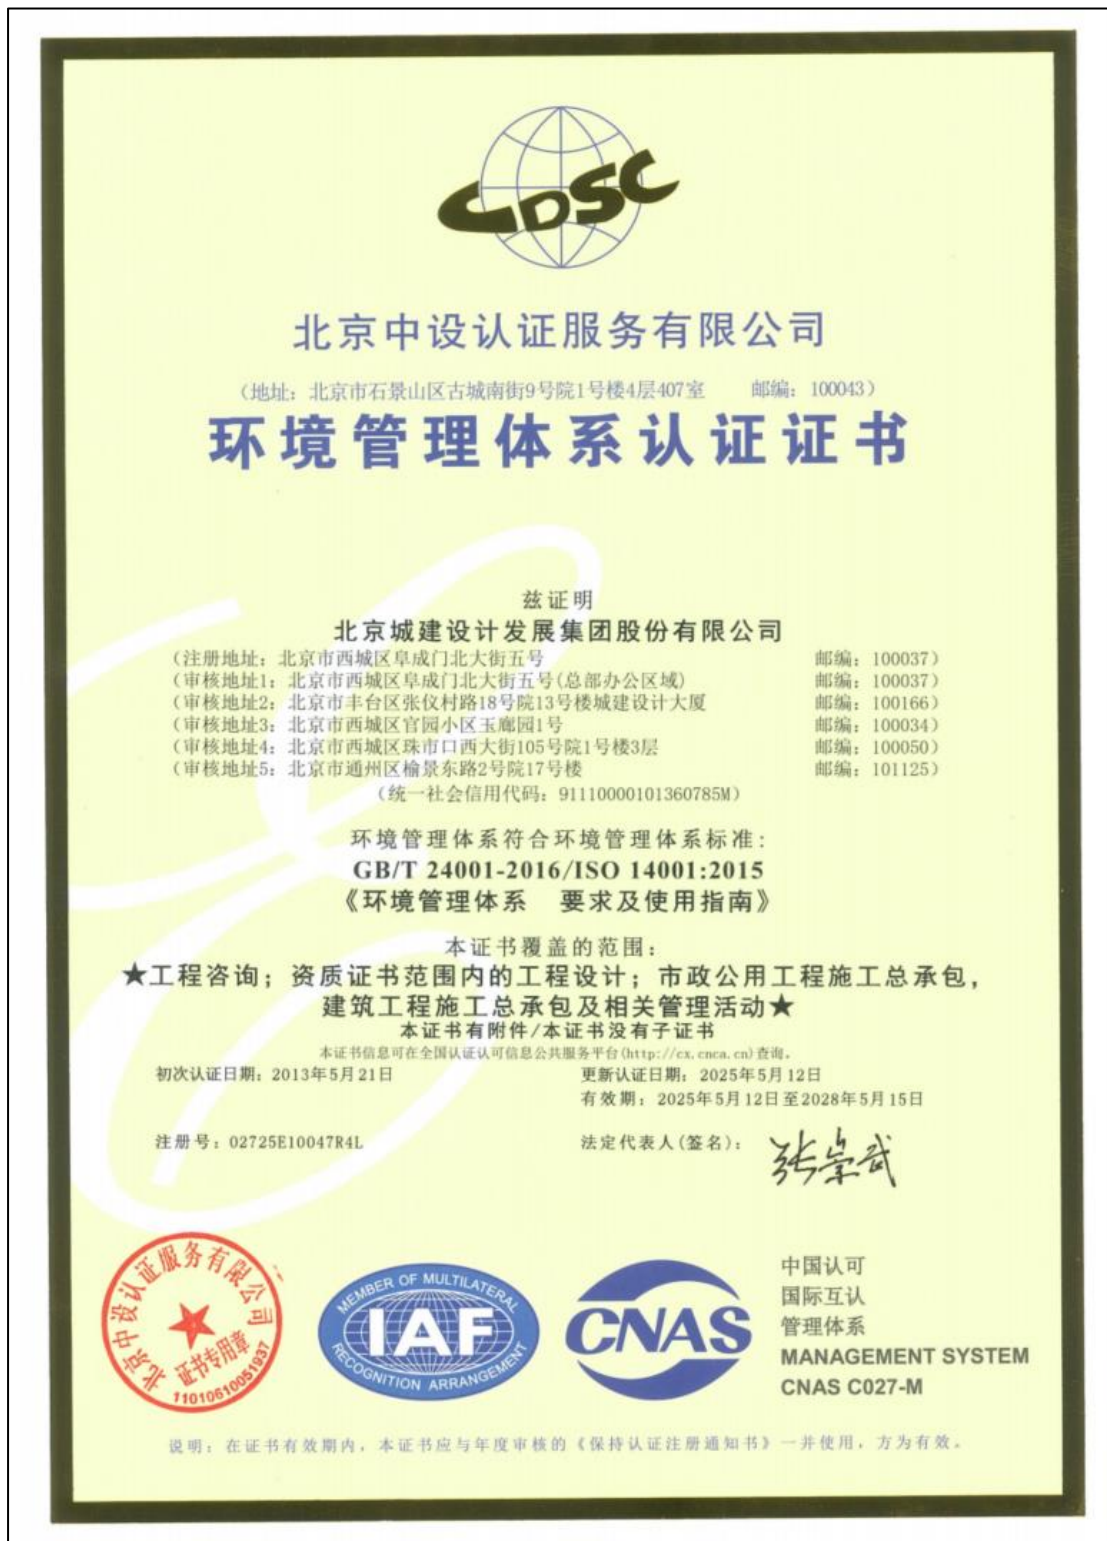 CDSC
北京中设认证服务有限公司
（地址：北京市石景山区古城南街9号院1号楼4层407室 邮编：100043）
环境管理体系认证证书
兹证明
北京城建设计发展集团股份有限公司
（注册地址：北京市西城区阜成门北大街五号 邮编：100037）
（审核地址1：北京市西城区阜成门北大街五号(总部办公区域) 邮编：100037）
（审核地址2：北京市丰台区张仪村路18号院13号楼城建设计大厦 邮编：100166）
（审核地址3：北京市西城区官园小区玉廊园1号 邮编：100034）
（审核地址4：北京市西城区珠市口西大街105号院1号楼3层 邮编：100050）
（审核地址5：北京市通州区榆景东路2号院17号楼 邮编：101125）
（统一社会信用代码：91110000101360785M）
环境管理体系符合环境管理体系标准：
GB/T 24001-2016/ISO 14001:2015
《环境管理体系 要求及使用指南》
本证书覆盖的范围：
★工程咨询；资质证书范围内的工程设计；市政公用工程施工总承包，
建筑工程施工总承包及相关管理活动★
本证书有附件/本证书没有子证书
本证书信息可在全国认证认可信息公共服务平台(http://cx.cnca.cn)查询。
初次认证日期：2013年5月21日 更新认证日期：2025年5月12日
有效期：2025年5月12日至2028年5月15日
注册号：02725E10047R4L 法定代表人(签名)：张崇武
北京中设认证服务有限公司
证书专用章
11010610051937
MEMBER OF MULTILATERAL
IAF
RECOGNITION ARRANGEMENT
CNAS
中国认可
国际互认
管理体系
MANAGEMENT SYSTEM
CNAS C027-M
说明：在证书有效期内，本证书应与年度审核的《保持认证注册通知书》一并使用，方为有效。